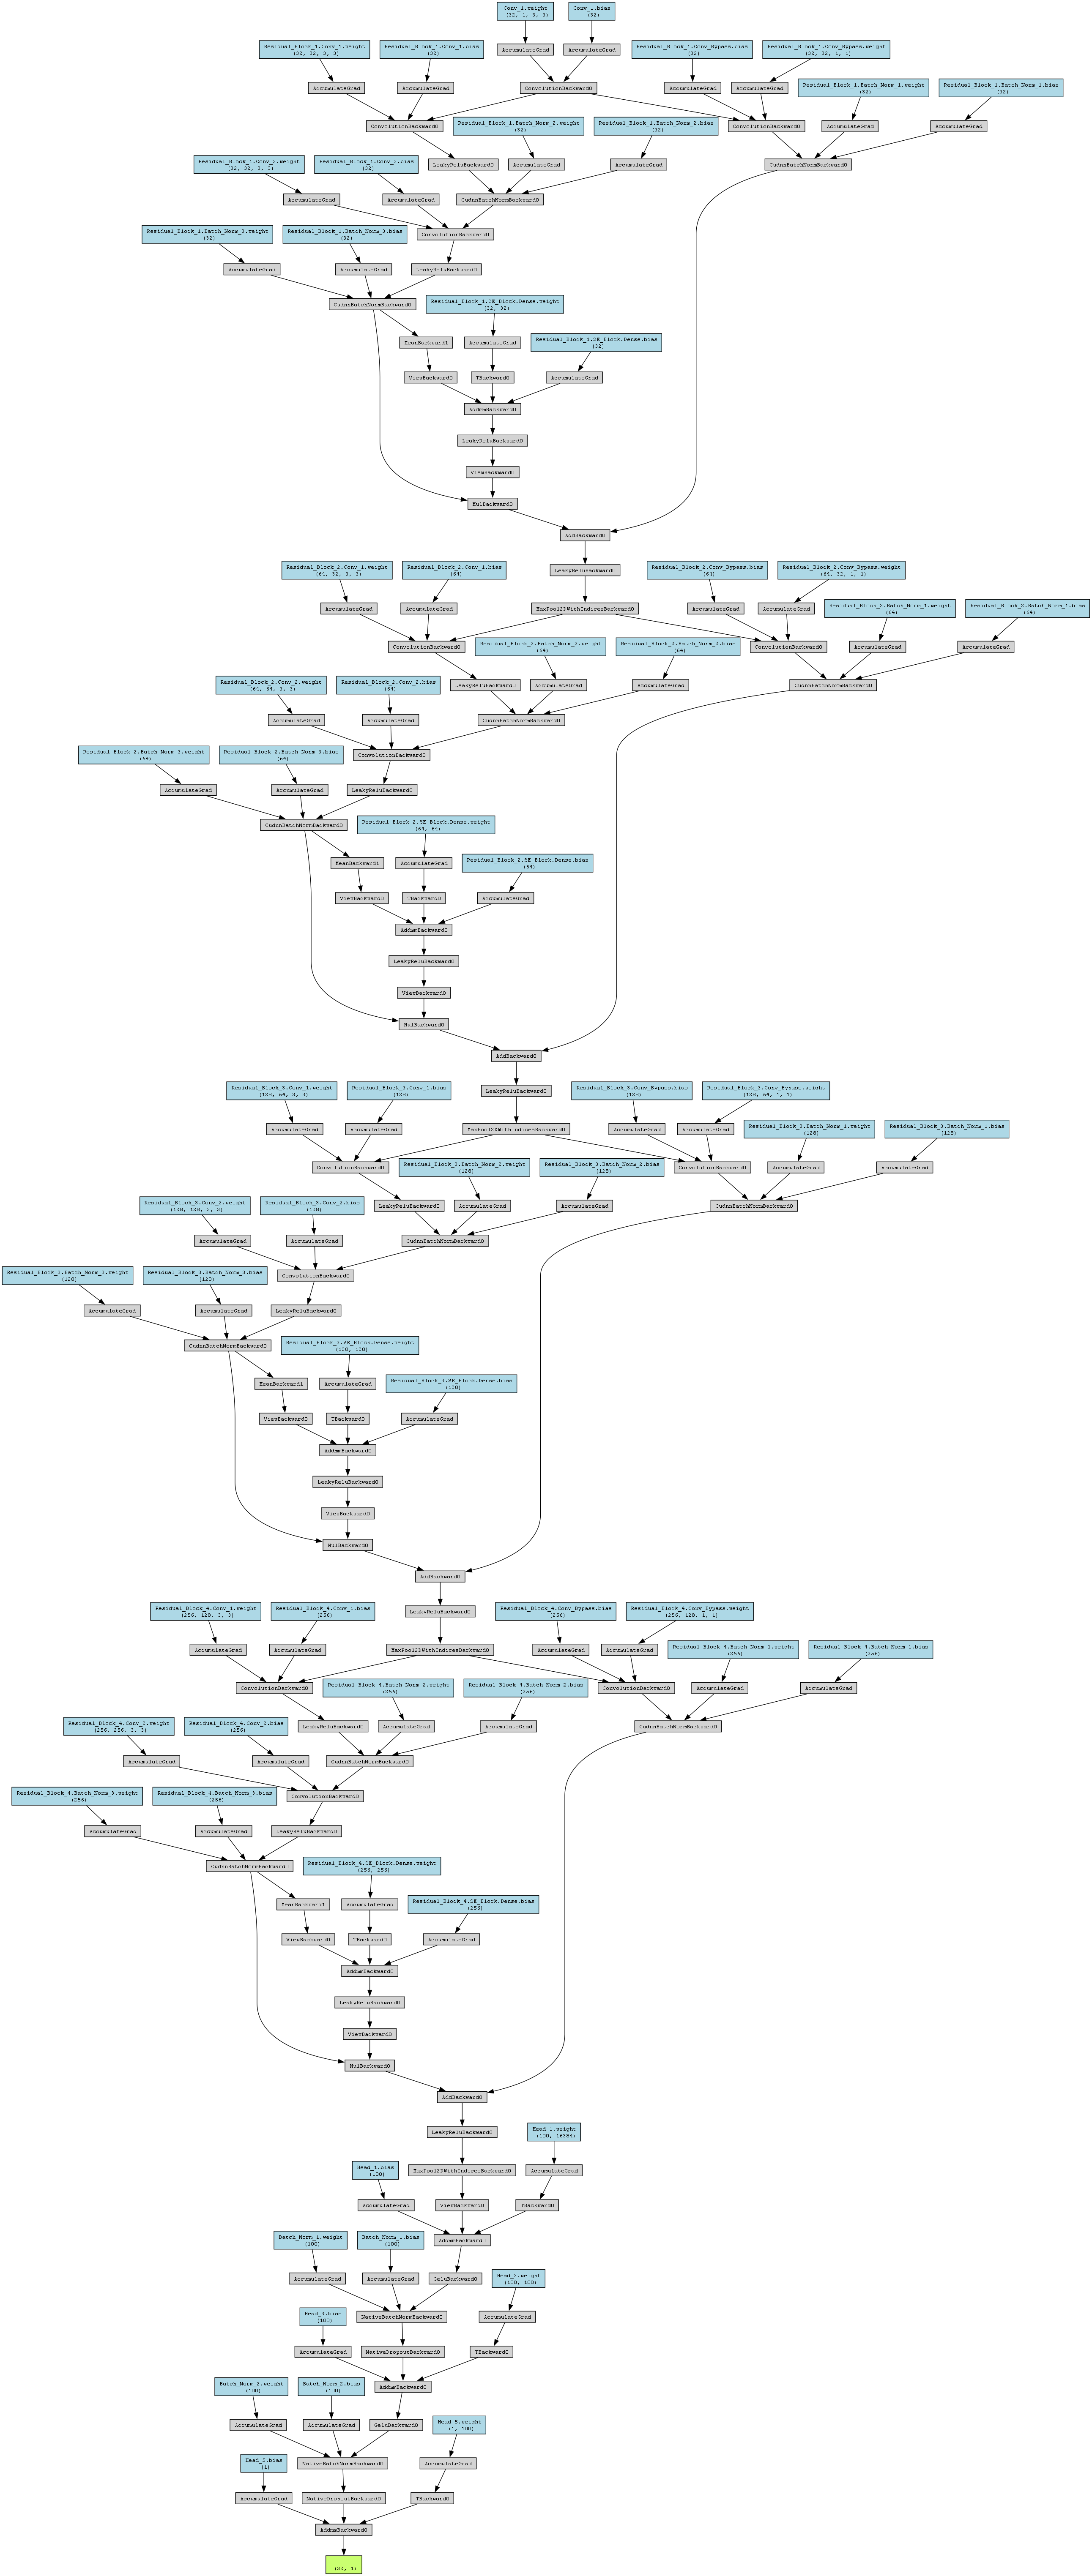 Conv_1.weight
(32, 1, 3, 3)
Conv_1.bias
(32)
Residual_Block_1.Conv_1.weight
(32, 32, 3, 3)
Residual_Block_1.Conv_1.bias
(32)
AccumulateGrad
AccumulateGrad
Residual_Block_1.Conv_Bypass.bias
(32)
Residual_Block_1.Conv_Bypass.weight
(32, 32, 1, 1)
AccumulateGrad
AccumulateGrad
ConvolutionBackward0
AccumulateGrad
AccumulateGrad
Residual_Block_1.Batch_Norm_1.weight
(32)
Residual_Block_1.Batch_Norm_1.bias
(32)
ConvolutionBackward0
Residual_Block_1.Batch_Norm_2.weight
(32)
Residual_Block_1.Batch_Norm_2.bias
(32)
ConvolutionBackward0
AccumulateGrad
AccumulateGrad
Residual_Block_1.Conv_2.weight
(32, 32, 3, 3)
Residual_Block_1.Conv_2.bias
(32)
LeakyReluBackward0
AccumulateGrad
AccumulateGrad
CudnnBatchNormBackward0
AccumulateGrad
AccumulateGrad
CudnnBatchNormBackward0
Residual_Block_1.Batch_Norm_3.weight
(32)
Residual_Block_1.Batch_Norm_3.bias
(32)
ConvolutionBackward0
AccumulateGrad
AccumulateGrad
LeakyReluBackward0
CudnnBatchNormBackward0
Residual_Block_1.SE_Block.Dense.weight
(32, 32)
MeanBackward1
AccumulateGrad
Residual_Block_1.SE_Block.Dense.bias
(32)
ViewBackward0
TBackward0
AccumulateGrad
AddmmBackward0
LeakyReluBackward0
ViewBackward0
MulBackward0
AddBackward0
LeakyReluBackward0
Residual_Block_2.Conv_1.weight
(64, 32, 3, 3)
Residual_Block_2.Conv_1.bias
(64)
Residual_Block_2.Conv_Bypass.bias
(64)
Residual_Block_2.Conv_Bypass.weight
(64, 32, 1, 1)
AccumulateGrad
AccumulateGrad
MaxPool2DWithIndicesBackward0
AccumulateGrad
AccumulateGrad
Residual_Block_2.Batch_Norm_1.weight
(64)
Residual_Block_2.Batch_Norm_1.bias
(64)
ConvolutionBackward0
Residual_Block_2.Batch_Norm_2.weight
(64)
Residual_Block_2.Batch_Norm_2.bias
(64)
ConvolutionBackward0
AccumulateGrad
AccumulateGrad
Residual_Block_2.Conv_2.weight
(64, 64, 3, 3)
Residual_Block_2.Conv_2.bias
(64)
LeakyReluBackward0
AccumulateGrad
AccumulateGrad
CudnnBatchNormBackward0
AccumulateGrad
AccumulateGrad
CudnnBatchNormBackward0
Residual_Block_2.Batch_Norm_3.weight
(64)
Residual_Block_2.Batch_Norm_3.bias
(64)
ConvolutionBackward0
AccumulateGrad
AccumulateGrad
LeakyReluBackward0
CudnnBatchNormBackward0
Residual_Block_2.SE_Block.Dense.weight
(64, 64)
MeanBackward1
AccumulateGrad
Residual_Block_2.SE_Block.Dense.bias
(64)
ViewBackward0
TBackward0
AccumulateGrad
AddmmBackward0
LeakyReluBackward0
ViewBackward0
MulBackward0
AddBackward0
LeakyReluBackward0
Residual_Block_3.Conv_1.weight
(128, 64, 3, 3)
Residual_Block_3.Conv_1.bias
(128)
Residual_Block_3.Conv_Bypass.bias
(128)
Residual_Block_3.Conv_Bypass.weight
(128, 64, 1, 1)
AccumulateGrad
AccumulateGrad
MaxPool2DWithIndicesBackward0
AccumulateGrad
AccumulateGrad
Residual_Block_3.Batch_Norm_1.weight
(128)
Residual_Block_3.Batch_Norm_1.bias
(128)
ConvolutionBackward0
Residual_Block_3.Batch_Norm_2.weight
(128)
Residual_Block_3.Batch_Norm_2.bias
(128)
ConvolutionBackward0
AccumulateGrad
AccumulateGrad
Residual_Block_3.Conv_2.weight
(128, 128, 3, 3)
Residual_Block_3.Conv_2.bias
(128)
LeakyReluBackward0
AccumulateGrad
AccumulateGrad
CudnnBatchNormBackward0
AccumulateGrad
AccumulateGrad
CudnnBatchNormBackward0
Residual_Block_3.Batch_Norm_3.weight
(128)
Residual_Block_3.Batch_Norm_3.bias
(128)
ConvolutionBackward0
AccumulateGrad
AccumulateGrad
LeakyReluBackward0
CudnnBatchNormBackward0
Residual_Block_3.SE_Block.Dense.weight
(128, 128)
MeanBackward1
AccumulateGrad
Residual_Block_3.SE_Block.Dense.bias
(128)
ViewBackward0
TBackward0
AccumulateGrad
AddmmBackward0
LeakyReluBackward0
ViewBackward0
MulBackward0
AddBackward0
LeakyReluBackward0
Residual_Block_4.Conv_1.weight
(256, 128, 3, 3)
Residual_Block_4.Conv_1.bias
(256)
Residual_Block_4.Conv_Bypass.bias
(256)
Residual_Block_4.Conv_Bypass.weight
(256, 128, 1, 1)
AccumulateGrad
AccumulateGrad
MaxPool2DWithIndicesBackward0
AccumulateGrad
AccumulateGrad
Residual_Block_4.Batch_Norm_1.weight
(256)
Residual_Block_4.Batch_Norm_1.bias
(256)
ConvolutionBackward0
Residual_Block_4.Batch_Norm_2.weight
(256)
Residual_Block_4.Batch_Norm_2.bias
(256)
ConvolutionBackward0
AccumulateGrad
AccumulateGrad
Residual_Block_4.Conv_2.weight
(256, 256, 3, 3)
Residual_Block_4.Conv_2.bias
(256)
LeakyReluBackward0
AccumulateGrad
AccumulateGrad
CudnnBatchNormBackward0
AccumulateGrad
AccumulateGrad
CudnnBatchNormBackward0
Residual_Block_4.Batch_Norm_3.weight
(256)
Residual_Block_4.Batch_Norm_3.bias
(256)
ConvolutionBackward0
AccumulateGrad
AccumulateGrad
LeakyReluBackward0
CudnnBatchNormBackward0
Residual_Block_4.SE_Block.Dense.weight
(256, 256)
MeanBackward1
AccumulateGrad
Residual_Block_4.SE_Block.Dense.bias
(256)
ViewBackward0
TBackward0
AccumulateGrad
AddmmBackward0
LeakyReluBackward0
ViewBackward0
MulBackward0
AddBackward0
LeakyReluBackward0
Head_1.weight
(100, 16384)
Head_1.bias
(100)
MaxPool2DWithIndicesBackward0
AccumulateGrad
AccumulateGrad
ViewBackward0
TBackward0
Batch_Norm_1.weight
(100)
Batch_Norm_1.bias
(100)
AddmmBackward0
AccumulateGrad
AccumulateGrad
GeluBackward0
Head_3.weight
(100, 100)
Head_3.bias
(100)
NativeBatchNormBackward0
AccumulateGrad
AccumulateGrad
NativeDropoutBackward0
TBackward0
Batch_Norm_2.weight
(100)
Batch_Norm_2.bias
(100)
AddmmBackward0
AccumulateGrad
AccumulateGrad
GeluBackward0
Head_5.weight
(1, 100)
Head_5.bias
(1)
NativeBatchNormBackward0
AccumulateGrad
AccumulateGrad
NativeDropoutBackward0
TBackward0
AddmmBackward0
(32, 1)